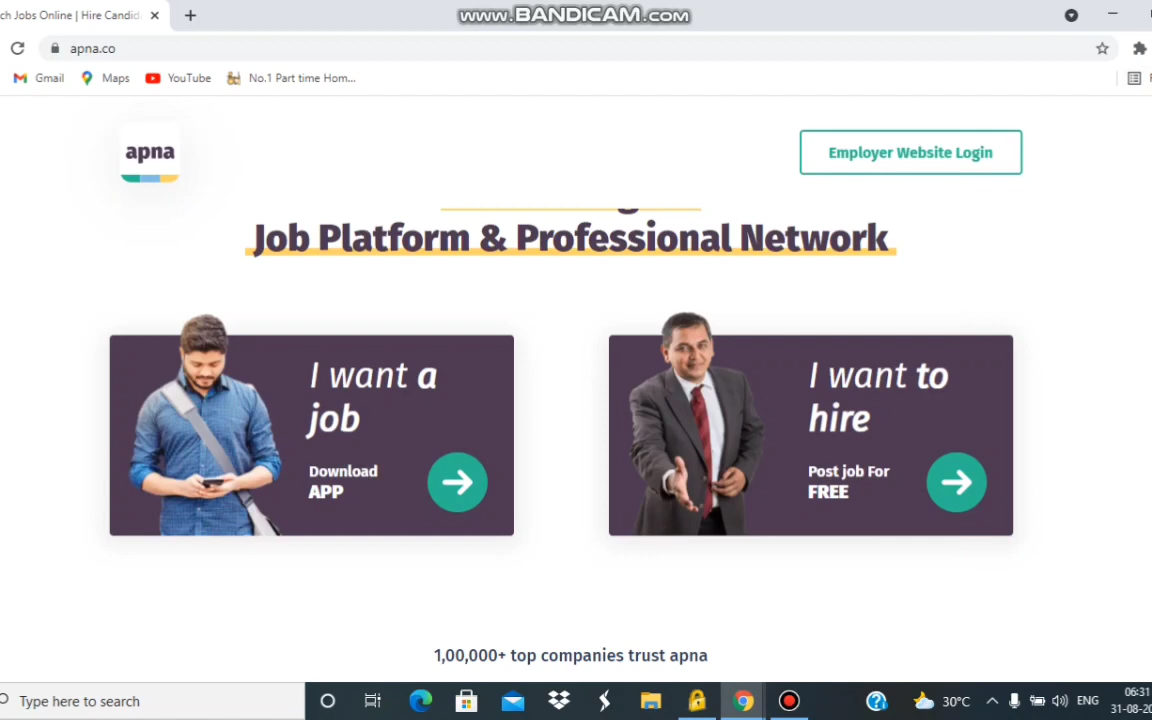 ch Jobs Online | Hire Candid
www.BANDICAM.com
apna.co
Gmail
Maps
YouTube
No.1 Part time Hom...
apna
Employer Website Login
Job Platform & Professional Network
I want a
job
Download
APP
I want to
hire
Post job For
FREE
1,00,000+ top companies trust apna
Type here to search
30°C
ENG
06:31
31-08-20